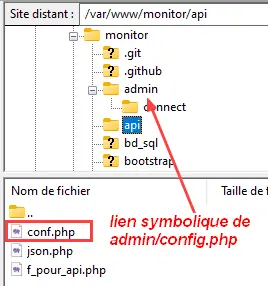 Site distant : /var/www/monitor/api
monitor
.git
.github
admin
connect
api
bd_sql
bootstrap
Nom de fichier Taille de
..
conf.php
json.php
f_pour_api.php
lien symbolique de
admin/config.php